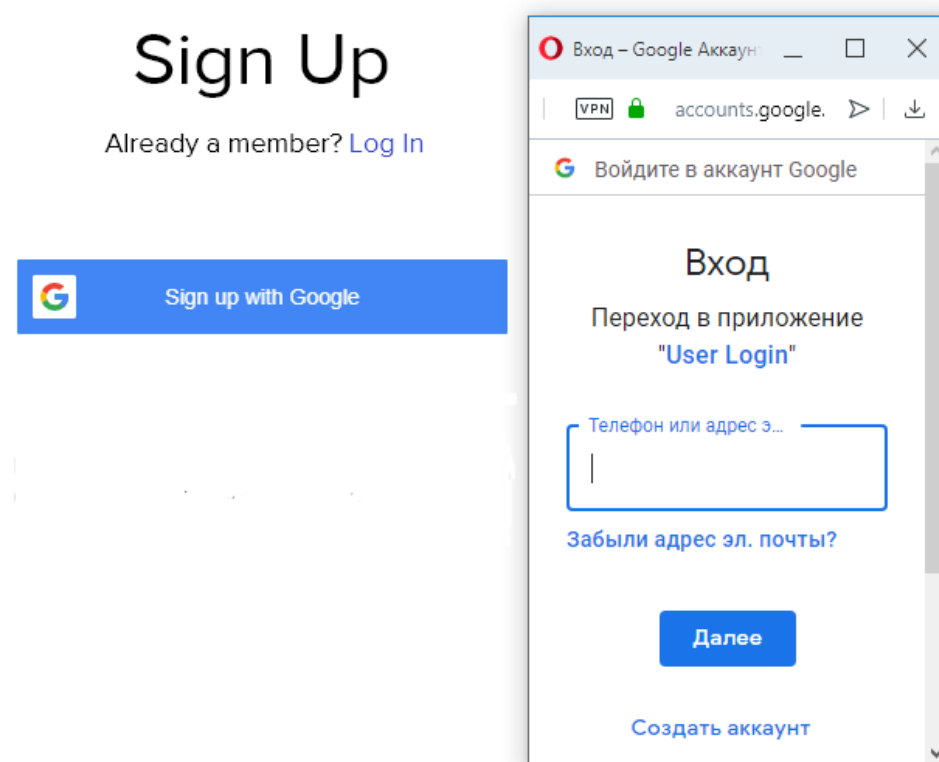 Sign Up
Already a member? Log In
Sign up with Google
Вход – Google Аккаун
VPN
accounts.google.
Войдите в аккаунт Google
Вход
Переход в приложение
"User Login"
Телефон или адрес э...
Забыли адрес эл. почты?
Далее
Создать аккаунт